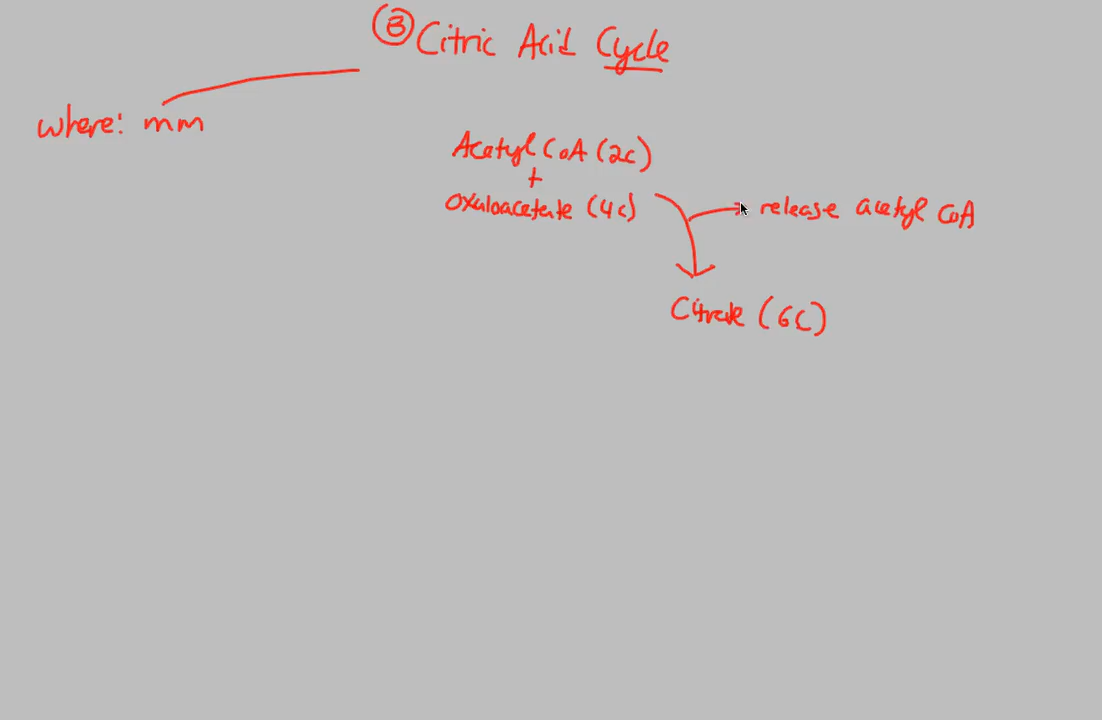 ③ Citric Acid Cycle
where: mm
Acetyl CoA (2c)
+
Oxaloacetate (4c)
release acetyl CoA
Citrate (6C)